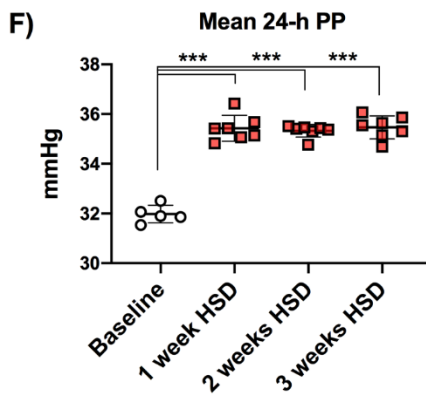 F)
Mean 24-h PP
*** *** ***
mmHg
38
36
34
32
30
Baseline
1 week HSD
2 weeks HSD
3 weeks HSD